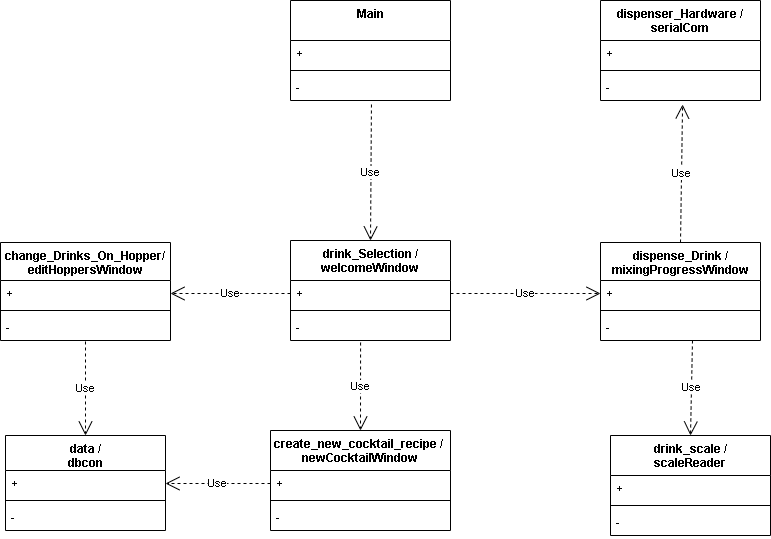 Main
+
-
dispenser_Hardware /
serialCom
+
-
Use
Use
change_Drinks_On_Hopper/
editHoppersWindow
+
-
Use
drink_Selection /
welcomeWindow
+
-
Use
dispense_Drink /
mixingProgressWindow
+
-
Use
Use
Use
data /
dbcon
+
-
Use
create_new_cocktail_recipe /
newCocktailWindow
+
-
drink_scale /
scaleReader
+
-